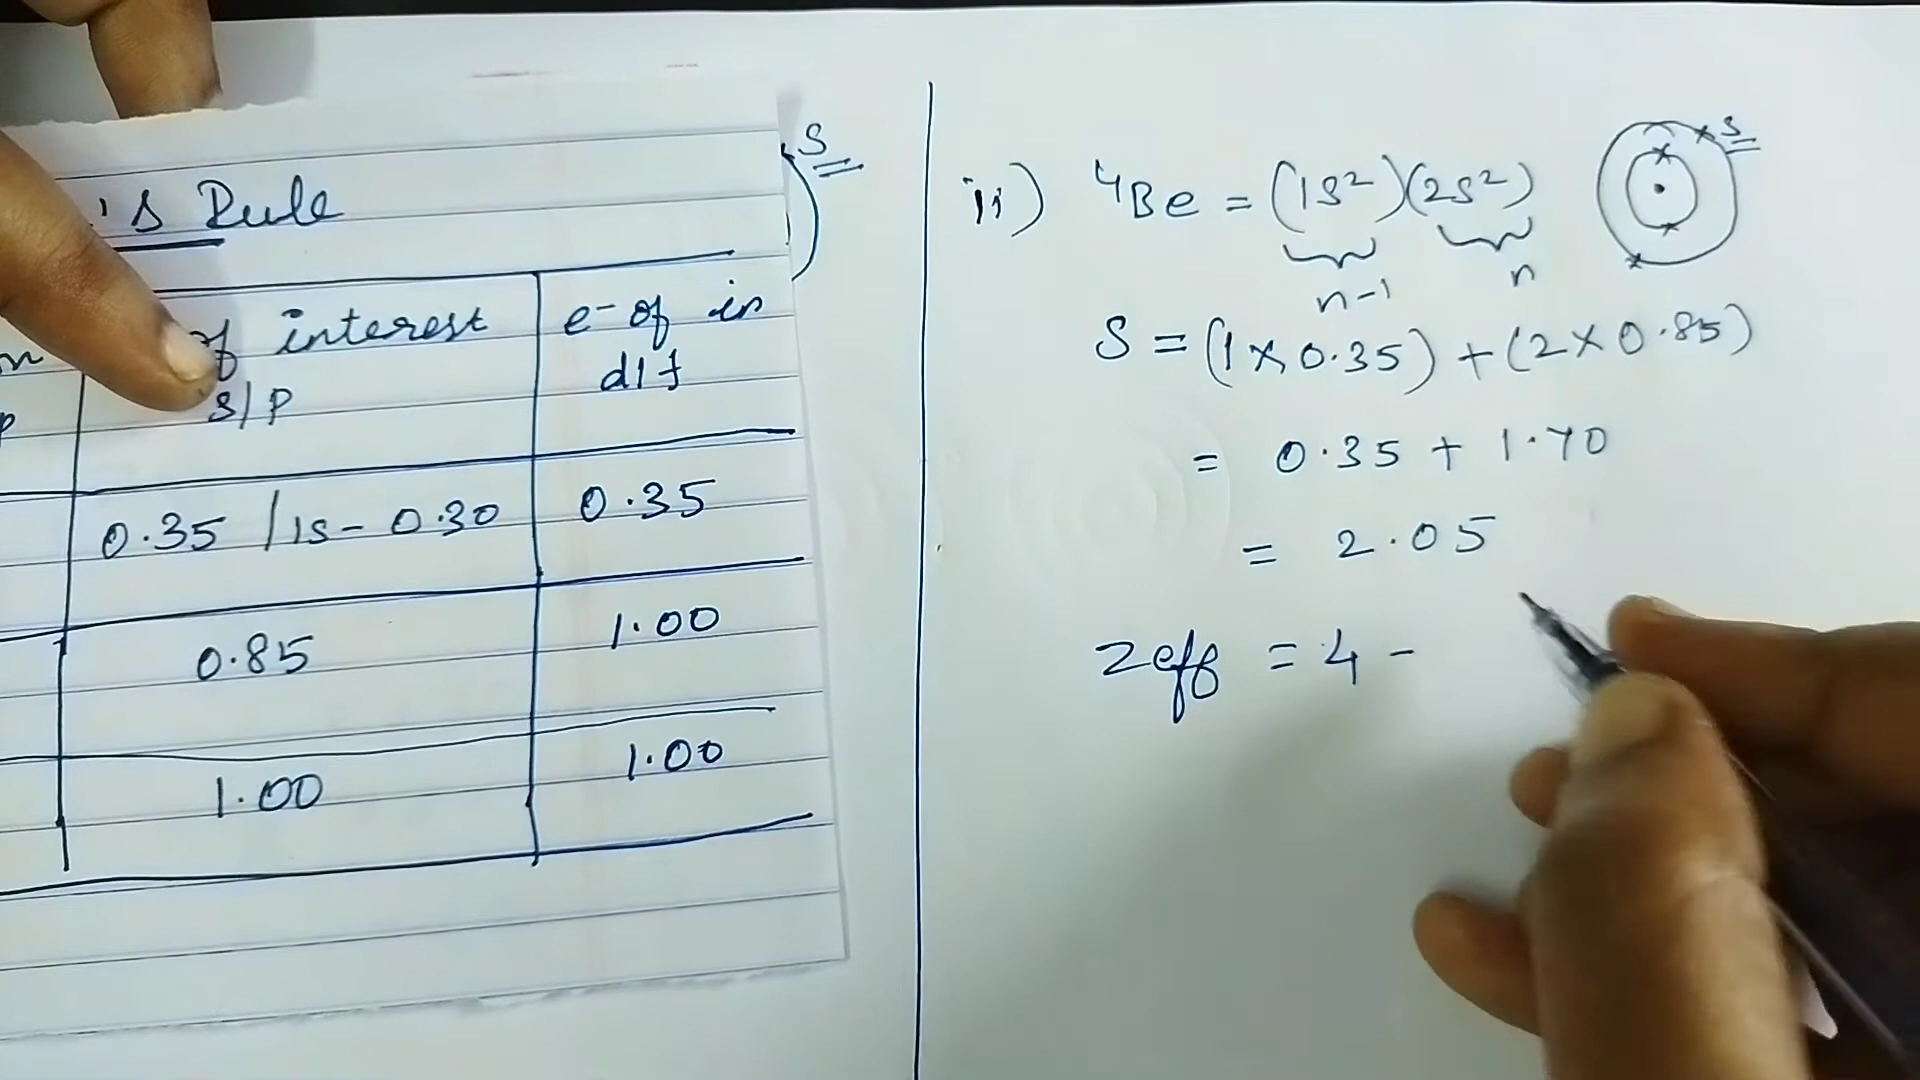 's Rule
of interest
s/p
e- of in
d/f
0.35 / 1s - 0.30
0.35
0.85
1.00
1.00
1.00
S
ii) ⁴Be = (1s²)(2s²)
S
n-1
n
S = (1 × 0.35) + (2 × 0.85)
= 0.35 + 1.70
= 2.05
Zeff = 4 -